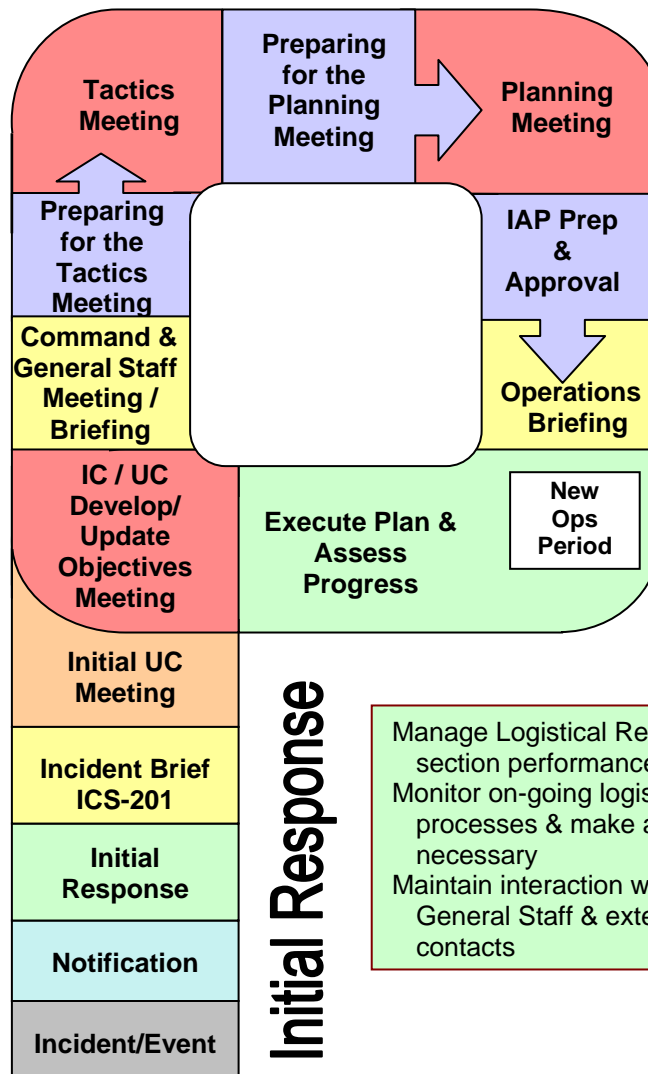 Tactics
Meeting
Preparing
for the
Planning
Meeting
Planning
Meeting
Preparing
for the
Tactics
Meeting
IAP Prep
&
Approval
Command &
General Staff
Meeting /
Briefing
Operations
Briefing
IC / UC
Develop/
Update
Objectives
Meeting
Execute Plan &
Assess
Progress
New
Ops
Period
Initial UC
Meeting
Incident Brief
ICS-201
Initial
Response
Notification
Incident/Event
Initial Response
Manage Logistical Re
section performance
Monitor on-going logis
processes & make a
necessary
Maintain interaction w
General Staff & exte
contacts